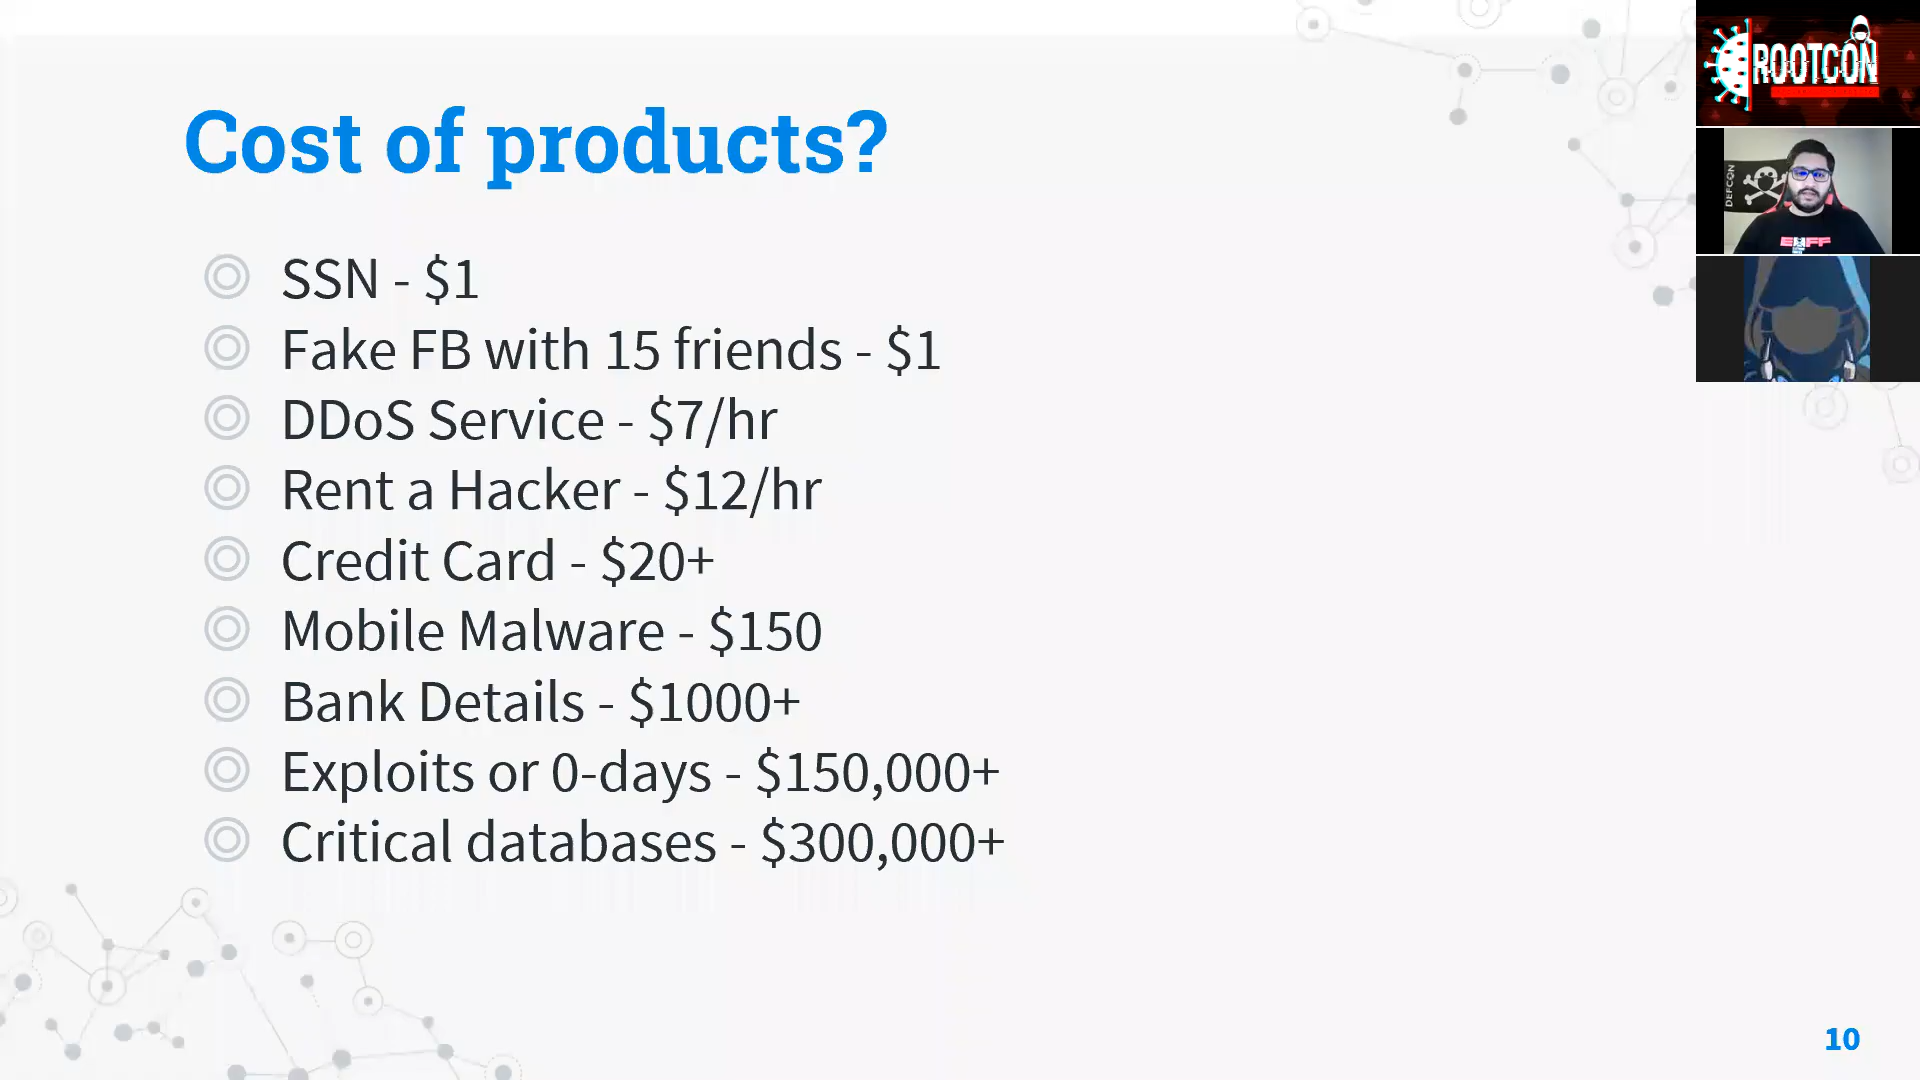 Cost of products?
SSN - $1
Fake FB with 15 friends - $1
DDoS Service - $7/hr
Rent a Hacker - $12/hr
Credit Card - $20+
Mobile Malware - $150
Bank Details - $1000+
Exploits or 0-days - $150,000+
Critical databases - $300,000+
10
ROOTCON
DEFCON
EFF